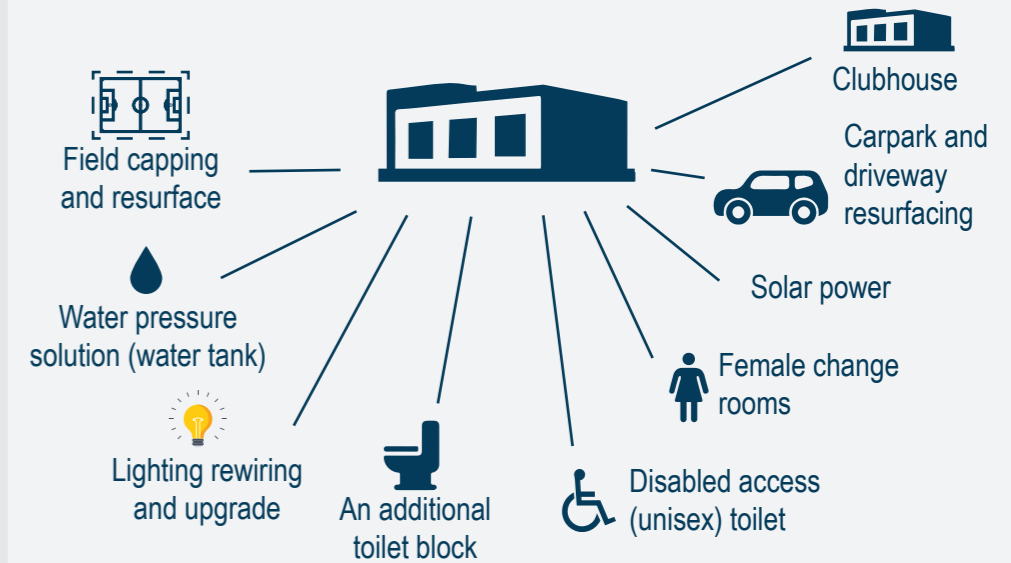 Clubhouse
Field capping
and resurface
Carpark and
driveway
resurfacing
Water pressure
solution (water tank)
Solar power
Female change
rooms
Lighting rewiring
and upgrade
An additional
toilet block
Disabled access
(unisex) toilet